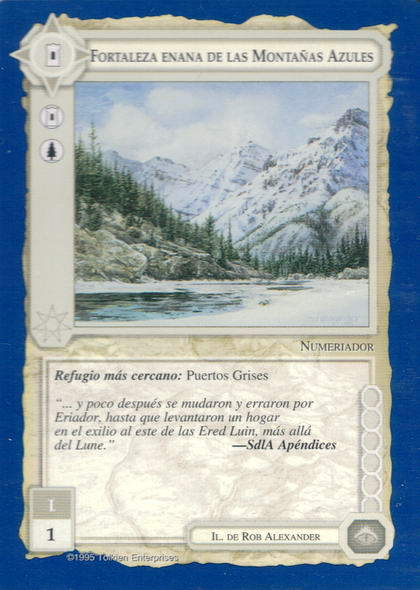 Fortaleza enana de las Montañas Azules
Numeriador
Refugio más cercano: Puertos Grises
“... y poco después se mudaron y erraron por
Eriador, hasta que levantaron un hogar
en el exilio al este de las Ered Luin, más allá
del Lune.” —SdlA Apéndices
I
1
Il. de Rob Alexander
©1995 Tolkien Enterprises